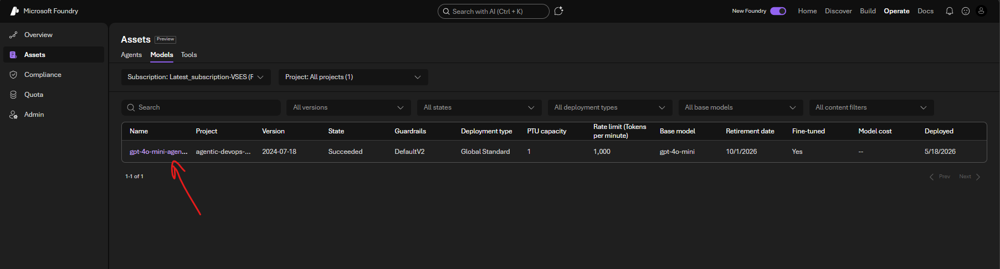 Microsoft Foundry
Search with AI (Ctrl + K)
New Foundry
Home
Discover
Build
Operate
Docs
Overview
Assets
Compliance
Quota
Admin
Assets
Preview
Agents
Models
Tools
Subscription: Latest_subscription-VSES (F
Project: All projects (1)
Search
All versions
All states
All deployment types
All base models
All content filters
Name
Project
Version
State
Guardrails
Deployment type
PTU capacity
Rate limit (Tokens
per minute)
Base model
Retirement date
Fine-tuned
Model cost
Deployed
gpt-4o-mini-agen...
agentic-devops-...
2024-07-18
Succeeded
DefaultV2
Global Standard
1
1,000
gpt-4o-mini
10/1/2026
Yes
--
5/18/2026
1-1 of 1
Prev
Next